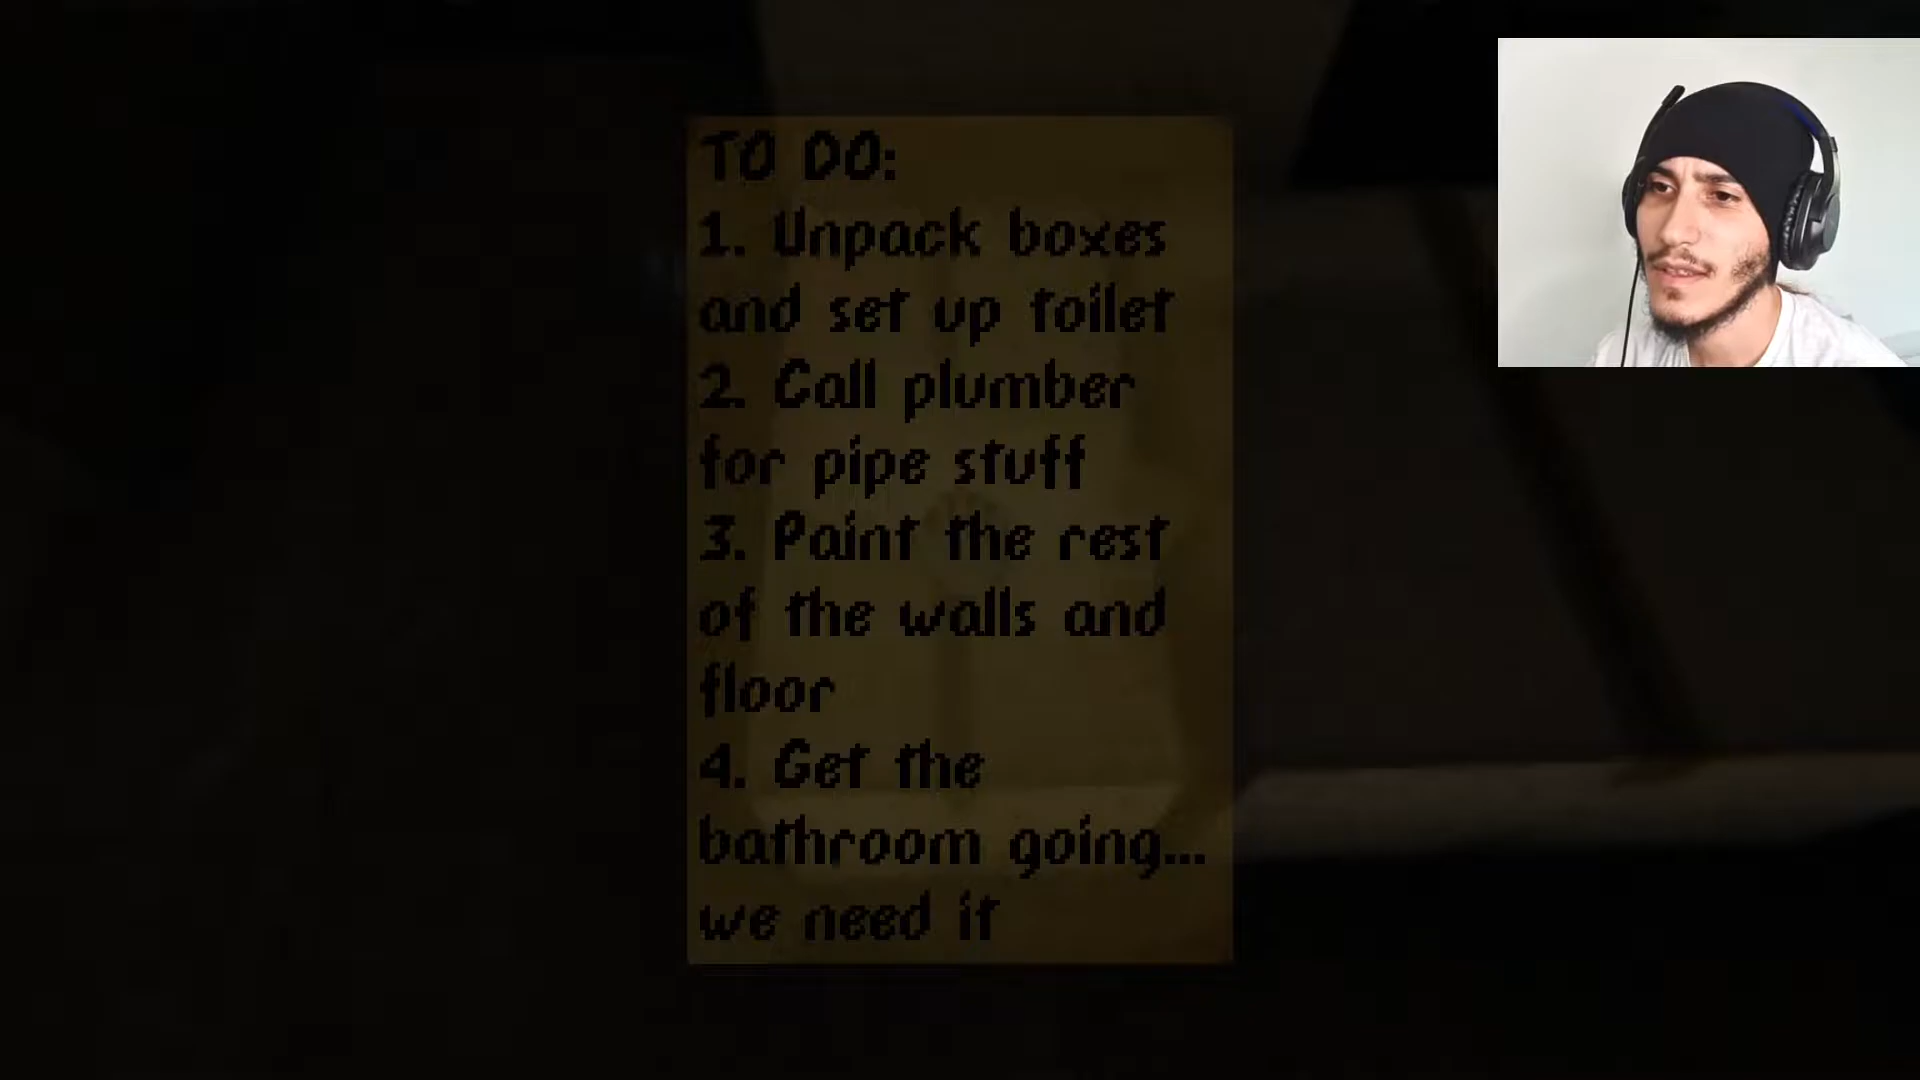 TO DO:
1. Unpack boxes
and set up toilet
2. Call plumber
for pipe stuff
3. Paint the rest
of the walls and
floor
4. Get the
bathroom going...
we need it